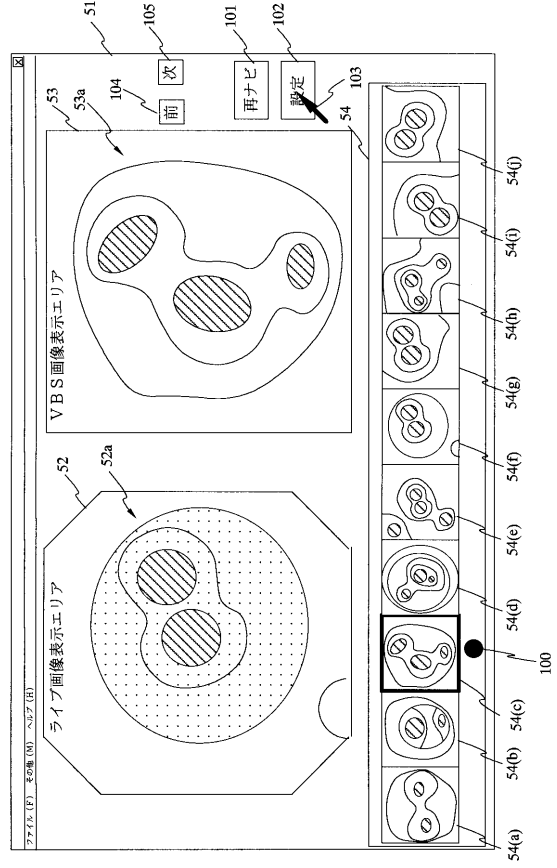 ファイル (F)　その他 (M)　ヘルプ (H)
51
ライブ画像表示エリア
52
52a
VBS画像表示エリア
53
53a
104
前
105
次
101
再ナビ
102
設定
103
54
54(a)
54(b)
54(c)
54(d)
54(e)
54(f)
54(g)
54(h)
54(i)
54(j)
100